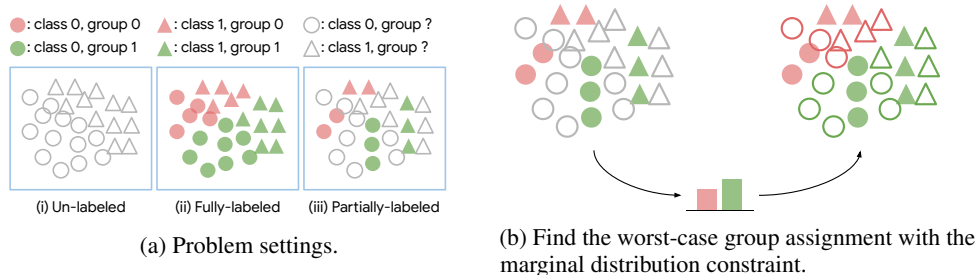 : class 0, group 0 : class 1, group 0 : class 0, group ?
: class 0, group 1 : class 1, group 1 : class 1, group ?
(i) Un-labeled (ii) Fully-labeled (iii) Partially-labeled
(a) Problem settings.
(b) Find the worst-case group assignment with the
marginal distribution constraint.